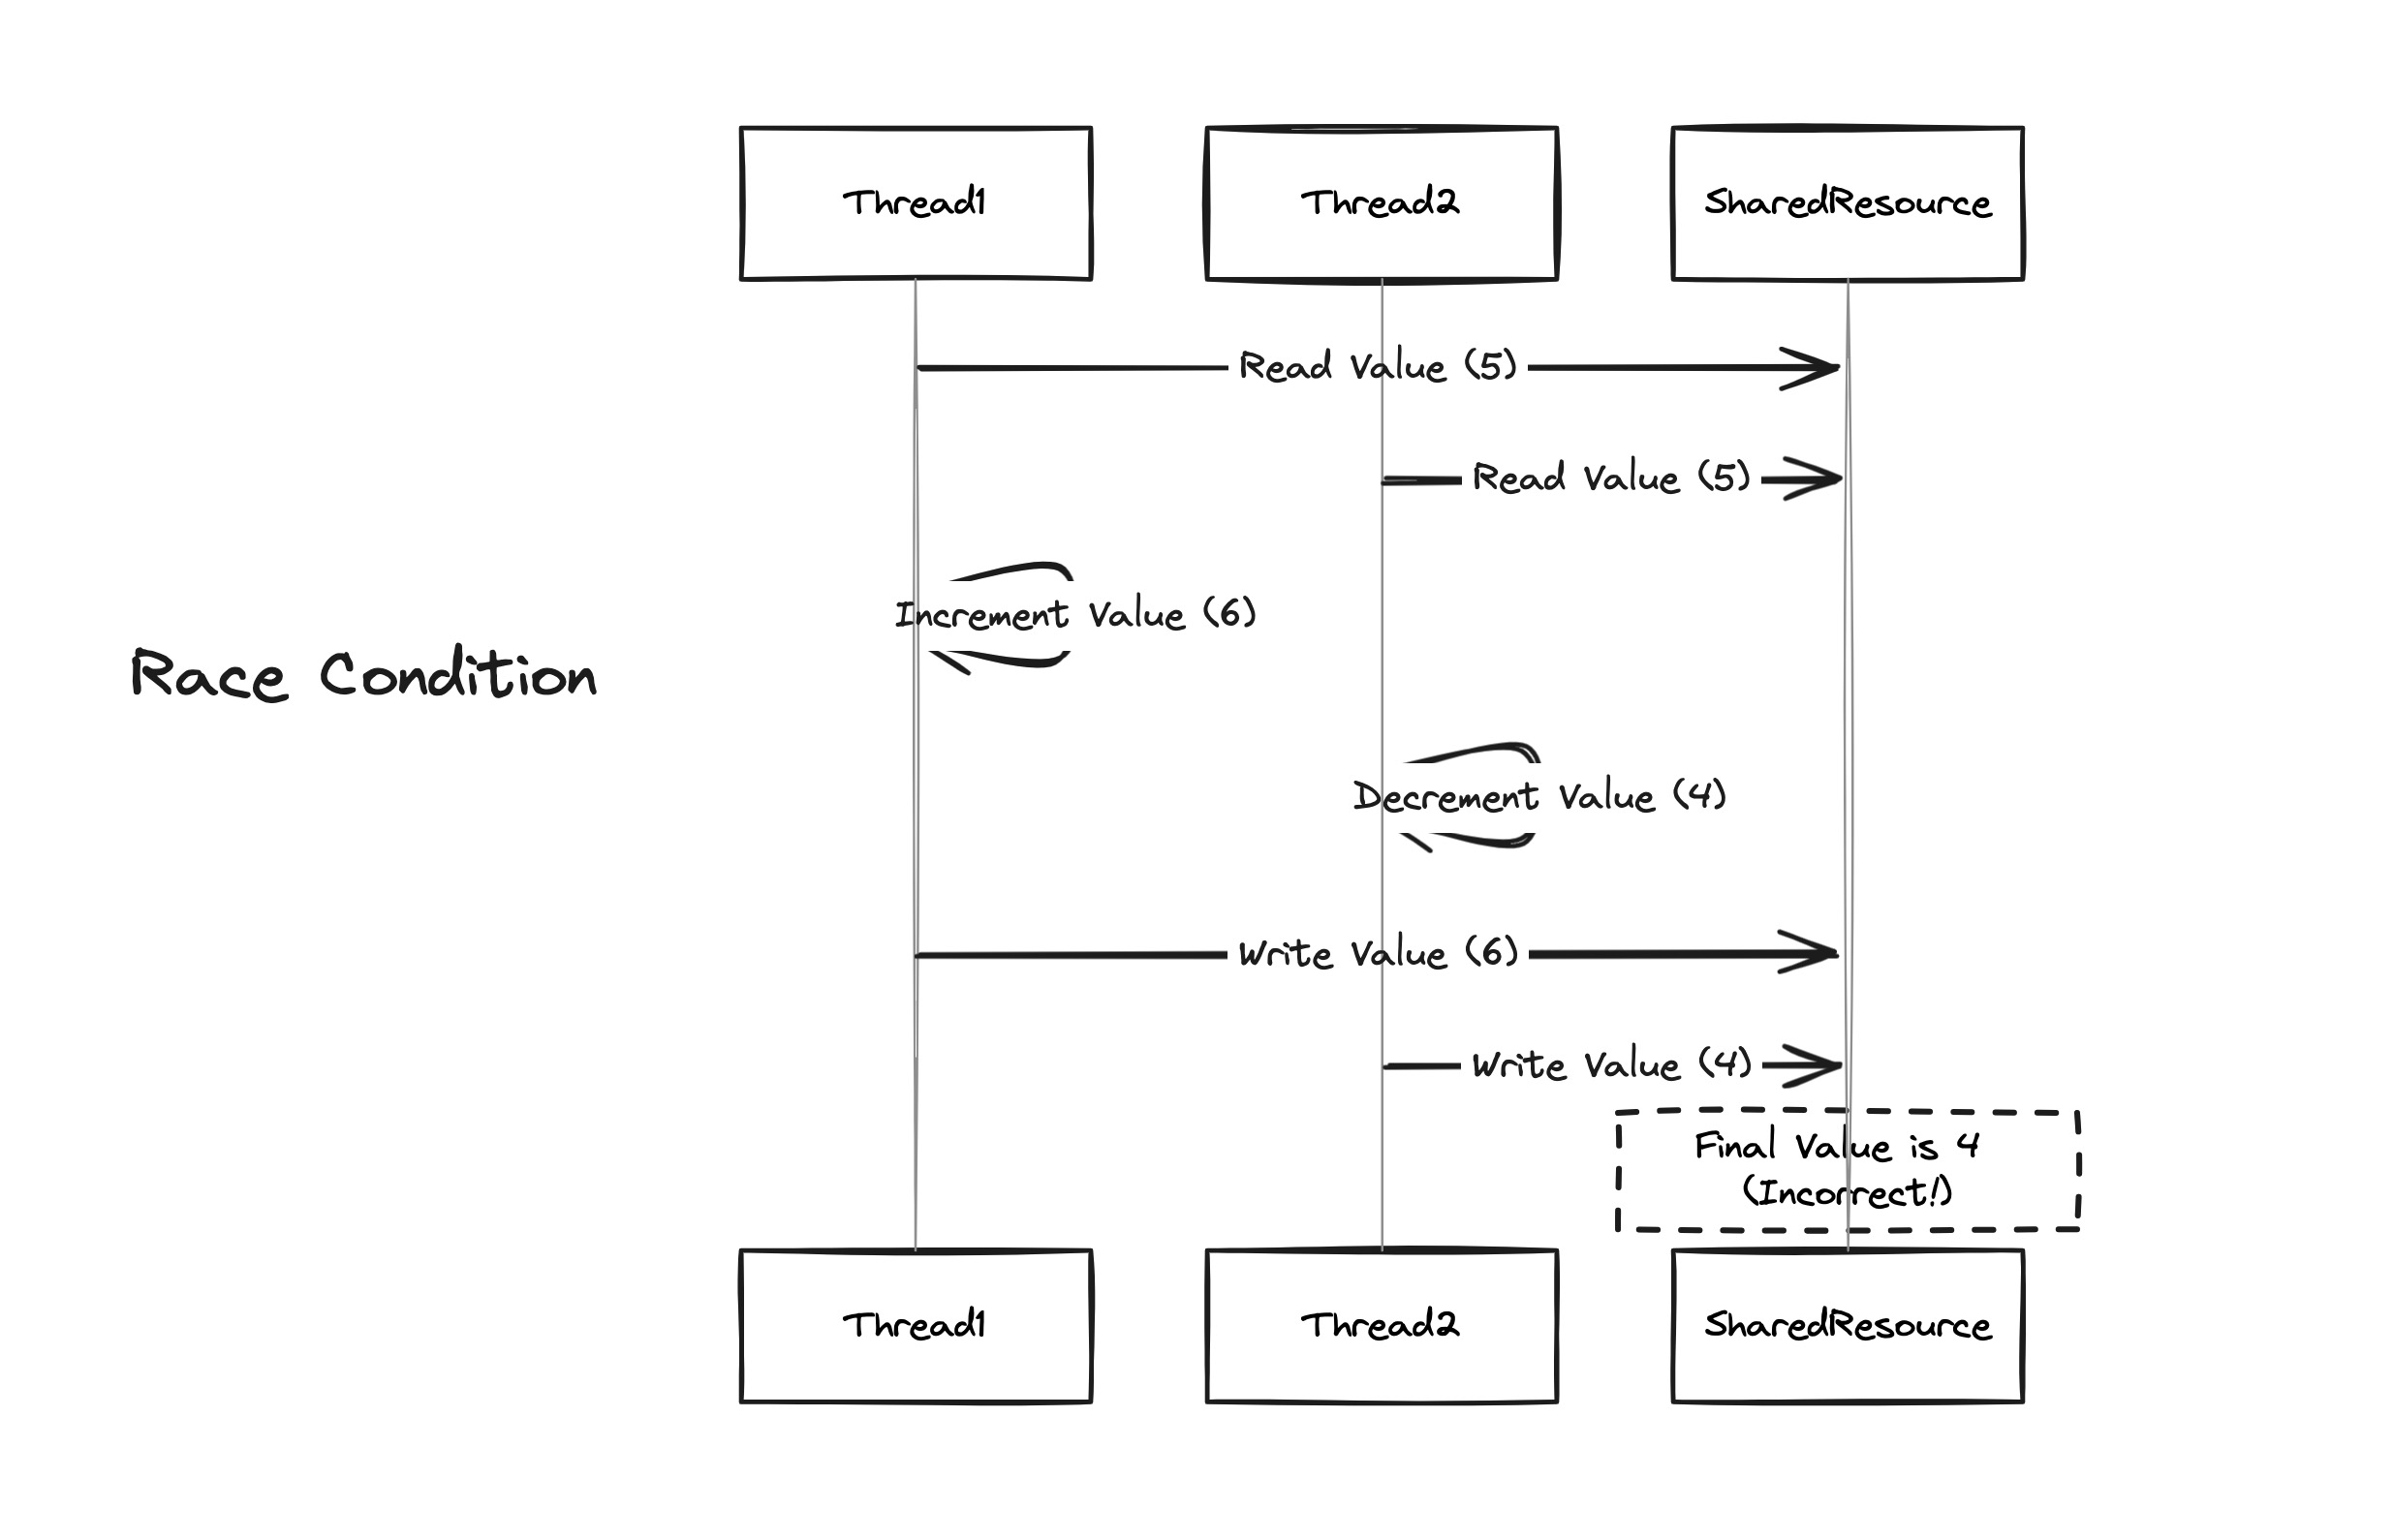 Thread1
Thread2
SharedResource
Read Value (5)
Read Value (5)
Increment Value (6)
Race Condition
Decrement Value (4)
Write Value (6)
Write Value (4)
Final Value is 4
(Incorrect!)
Thread1
Thread2
SharedResource